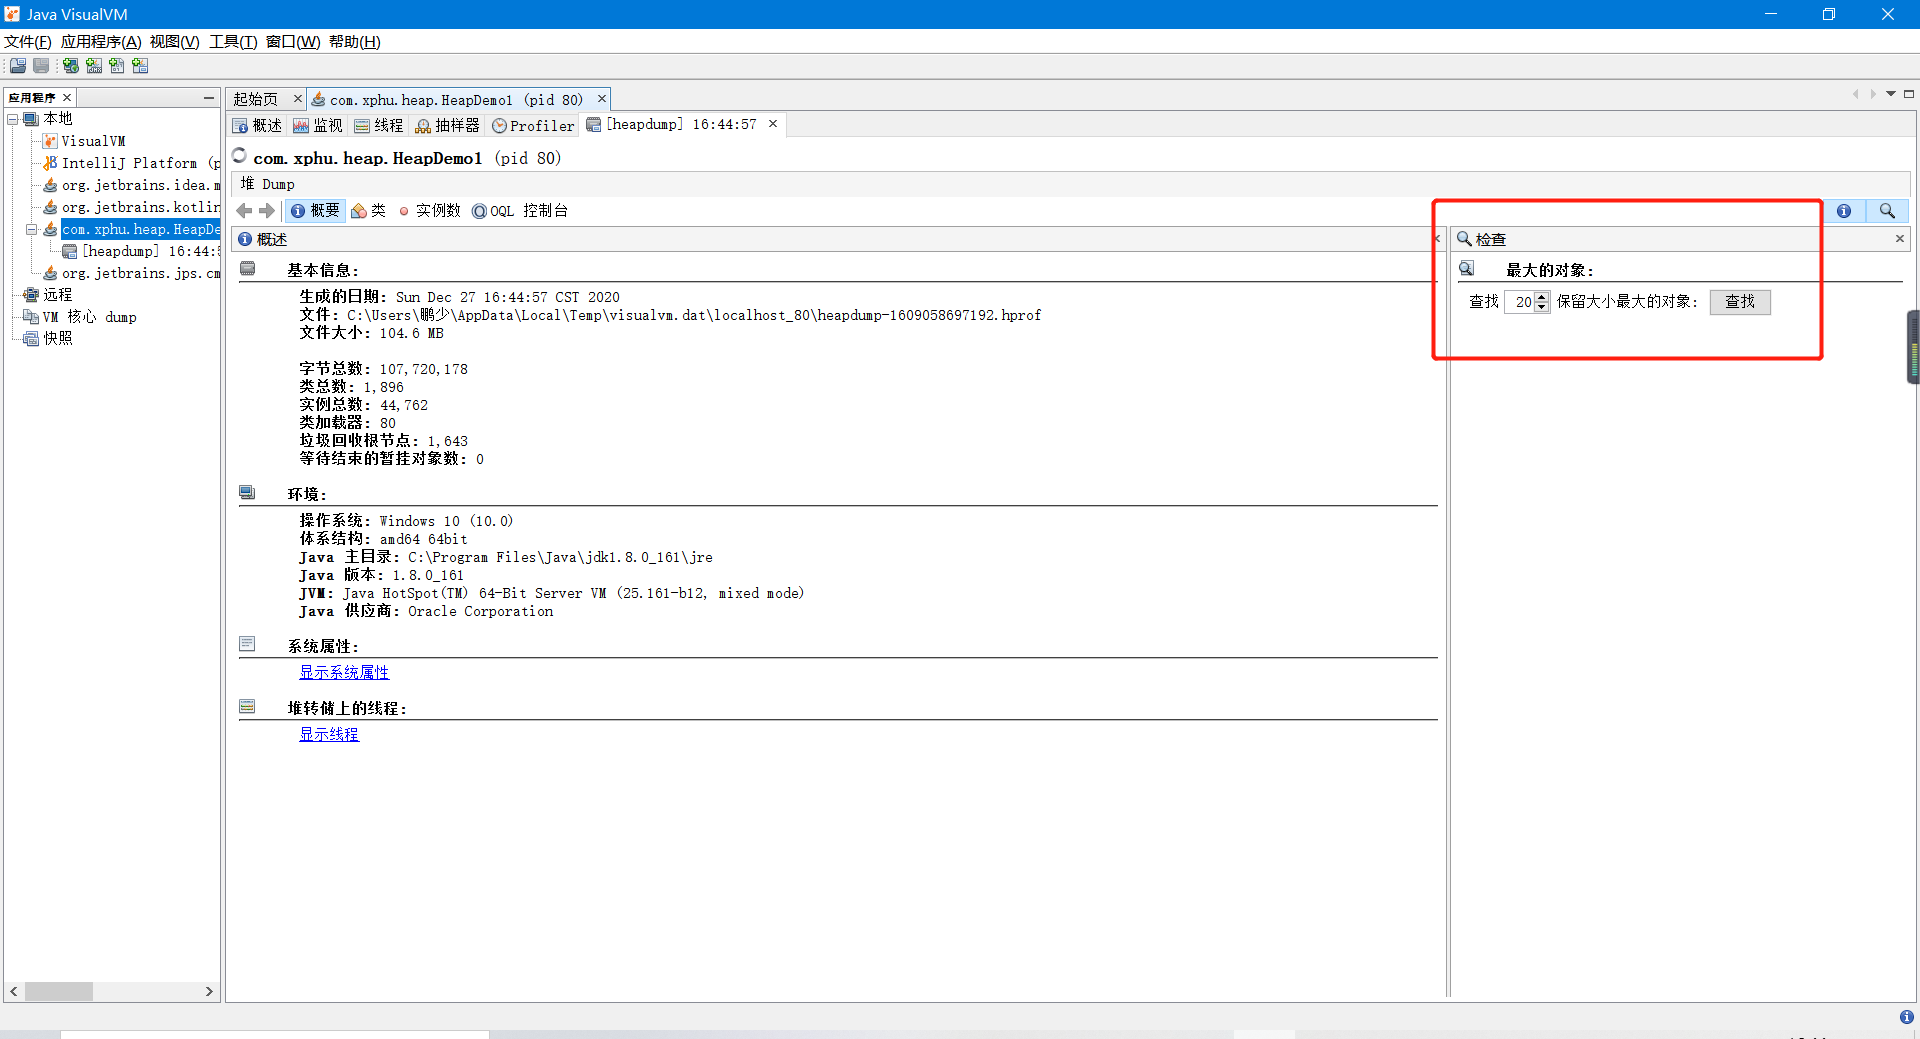 Java VisualVM
文件(F) 应用程序(A) 视图(V) 工具(T) 窗口(W) 帮助(H)
应用程序
本地
VisualVM
IntelliJ Platform (p
org.jetbrains.idea.m
org.jetbrains.kotlin
com.xphu.heap.HeapDe
[heapdump] 16:44:5
org.jetbrains.jps.cm
远程
VM 核心 dump
快照
起始页 com.xphu.heap.HeapDemo1 (pid 80)
概述 监视 线程 抽样器 Profiler [heapdump] 16:44:57
com.xphu.heap.HeapDemo1 (pid 80)
堆 Dump
概要 类 实例数 OQL 控制台
概述
基本信息:
生成的日期: Sun Dec 27 16:44:57 CST 2020
文件: C:\Users\鹏少\AppData\Local\Temp\visualvm.dat\localhost_80\heapdump-1609058697192.hprof
文件大小: 104.6 MB
字节总数: 107,720,178
类总数: 1,896
实例总数: 44,762
类加载器: 80
垃圾回收根节点: 1,643
等待结束的暂挂对象数: 0
环境:
操作系统: Windows 10 (10.0)
体系结构: amd64 64bit
Java 主目录: C:\Program Files\Java\jdk1.8.0_161\jre
Java 版本: 1.8.0_161
JVM: Java HotSpot(TM) 64-Bit Server VM (25.161-b12, mixed mode)
Java 供应商: Oracle Corporation
系统属性:
显示系统属性
堆转储上的线程:
显示线程
检查
最大的对象:
查找 20 保留大小最大的对象: 查找